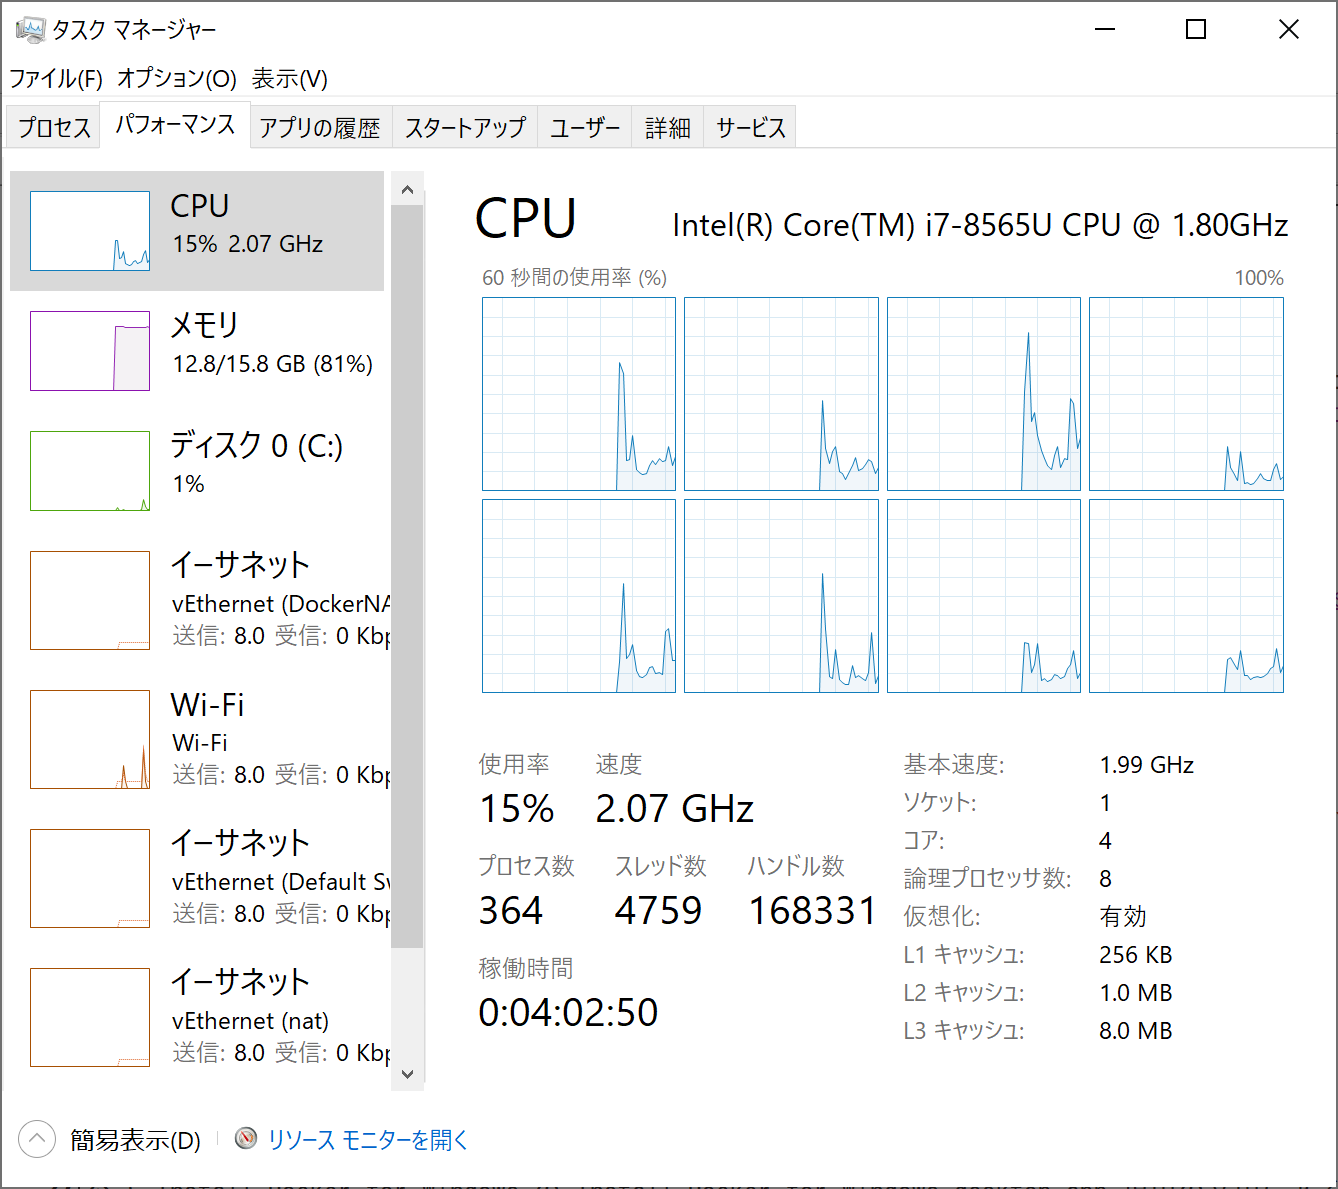 タスク マネージャー
ファイル(F) オプション(O) 表示(V)
プロセス パフォーマンス アプリの履歴 スタートアップ ユーザー 詳細 サービス
CPU
15% 2.07 GHz
メモリ
12.8/15.8 GB (81%)
ディスク 0 (C:)
1%
イーサネット
vEthernet (DockerNA
送信: 8.0 受信: 0 Kbp
Wi-Fi
Wi-Fi
送信: 8.0 受信: 0 Kbp
イーサネット
vEthernet (Default Sw
送信: 8.0 受信: 0 Kbp
イーサネット
vEthernet (nat)
送信: 8.0 受信: 0 Kbp
CPU Intel(R) Core(TM) i7-8565U CPU @ 1.80GHz
60 秒間の使用率 (%) 100%
使用率 速度
15% 2.07 GHz
プロセス数 スレッド数 ハンドル数
364 4759 168331
稼働時間
0:04:02:50
基本速度: 1.99 GHz
ソケット: 1
コア: 4
論理プロセッサ数: 8
仮想化: 有効
L1 キャッシュ: 256 KB
L2 キャッシュ: 1.0 MB
L3 キャッシュ: 8.0 MB
簡易表示(D) リソース モニターを開く